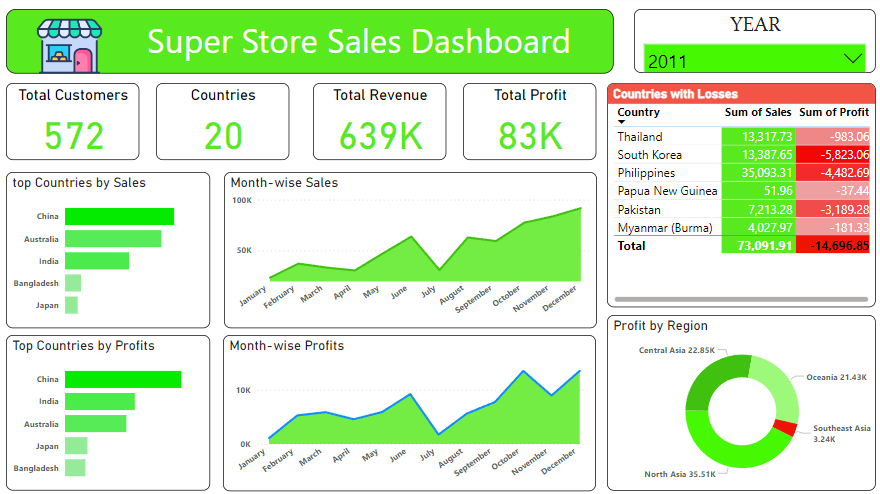 Super Store Sales Dashboard
YEAR
2011
Total Customers
572
Countries
20
Total Revenue
639K
Total Profit
83K
Countries with Losses
Country Sum of Sales Sum of Profit
Thailand 13,317.73 -983.06
South Korea 13,387.65 -5,823.06
Philippines 35,093.31 -4,482.69
Papua New Guinea 51.96 -37.44
Pakistan 7,213.28 -3,189.28
Myanmar (Burma) 4,027.97 -181.33
Total 73,091.91 -14,696.85
top Countries by Sales
China
Australia
India
Bangladesh
Japan
Month-wise Sales
100K
50K
January February March April May June July August September October November December
Top Countries by Profits
China
India
Australia
Japan
Bangladesh
Month-wise Profits
10K
0K
January February March April May June July August September October November December
Profit by Region
Central Asia 22.85K
Oceania 21.43K
Southeast Asia
3.24K
North Asia 35.51K